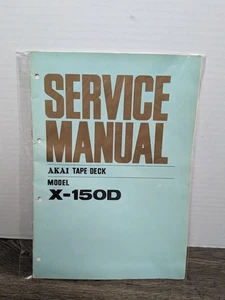 SERVICE
MANUAL
AKAI TAPE DECK
MODEL
X-150D